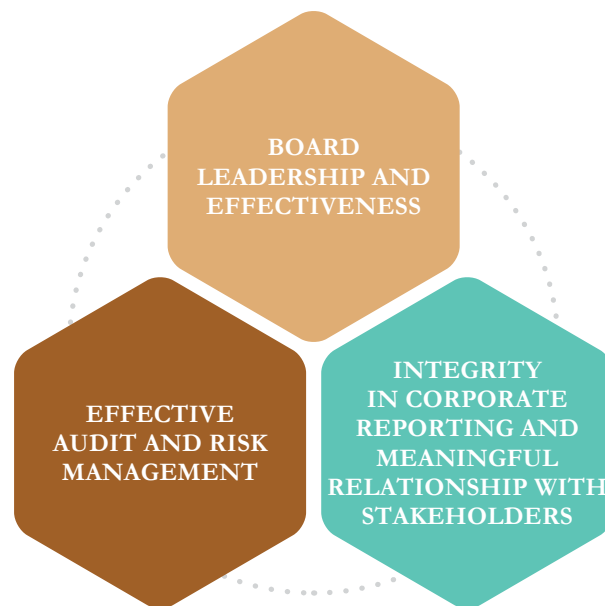 BOARD
LEADERSHIP AND
EFFECTIVENESS
EFFECTIVE
AUDIT AND RISK
MANAGEMENT
INTEGRITY
IN CORPORATE
REPORTING AND
MEANINGFUL
RELATIONSHIP WITH
STAKEHOLDERS